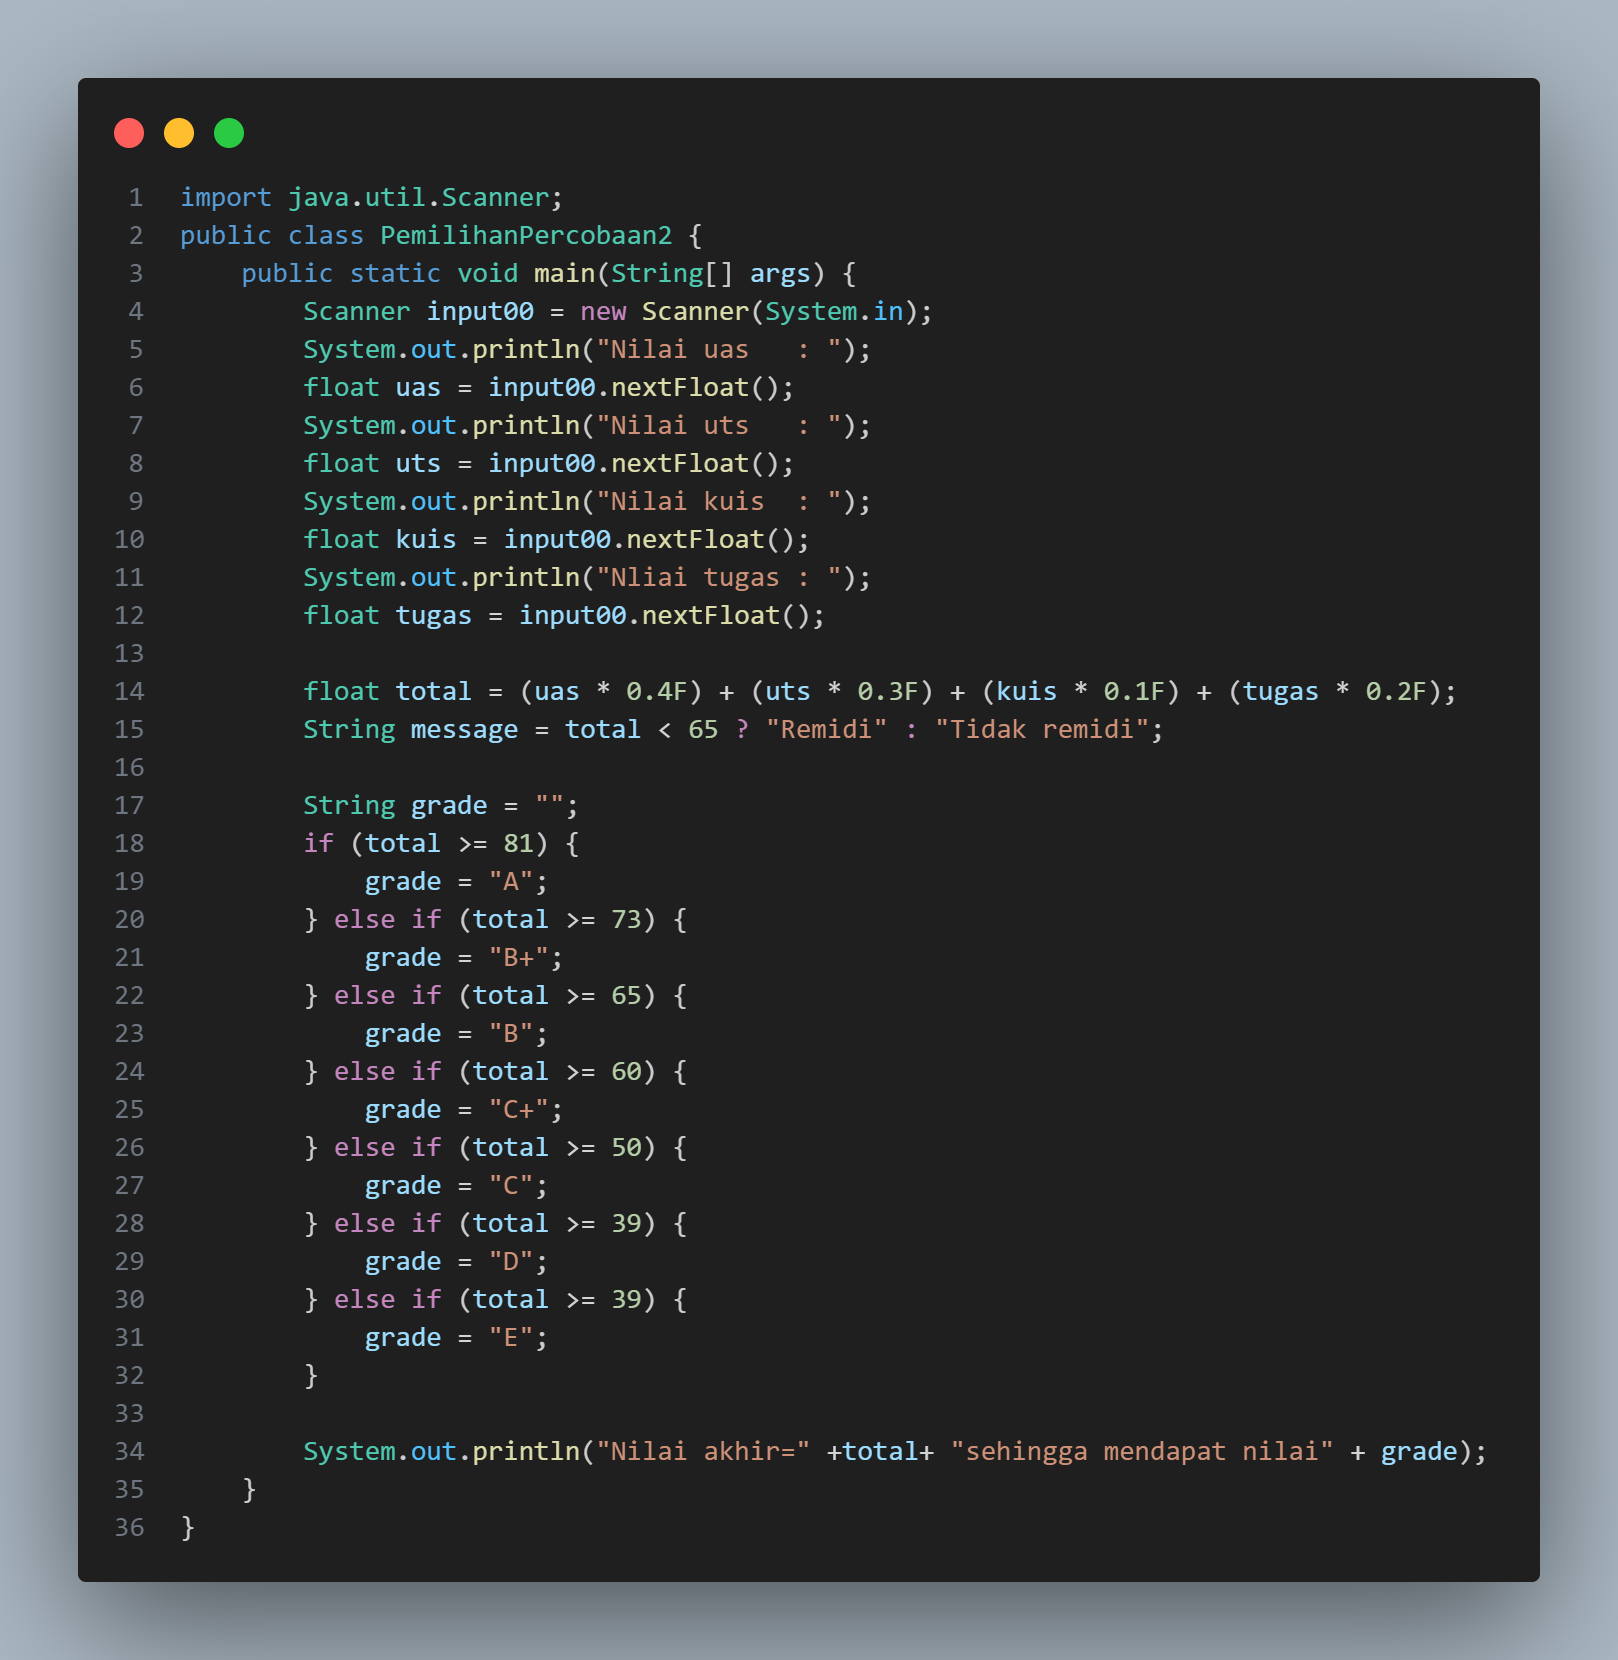 1 import java.util.Scanner;
2 public class PemilihanPercobaan2 {
3     public static void main(String[] args) {
4         Scanner input00 = new Scanner(System.in);
5         System.out.println("Nilai uas   : ");
6         float uas = input00.nextFloat();
7         System.out.println("Nilai uts   : ");
8         float uts = input00.nextFloat();
9         System.out.println("Nilai kuis  : ");
10         float kuis = input00.nextFloat();
11         System.out.println("Nliai tugas : ");
12         float tugas = input00.nextFloat();
13
14         float total = (uas * 0.4F) + (uts * 0.3F) + (kuis * 0.1F) + (tugas * 0.2F);
15         String message = total < 65 ? "Remidi" : "Tidak remidi";
16
17         String grade = "";
18         if (total >= 81) {
19             grade = "A";
20         } else if (total >= 73) {
21             grade = "B+";
22         } else if (total >= 65) {
23             grade = "B";
24         } else if (total >= 60) {
25             grade = "C+";
26         } else if (total >= 50) {
27             grade = "C";
28         } else if (total >= 39) {
29             grade = "D";
30         } else if (total >= 39) {
31             grade = "E";
32         }
33
34         System.out.println("Nilai akhir=" +total+ "sehingga mendapat nilai" + grade);
35     }
36 }